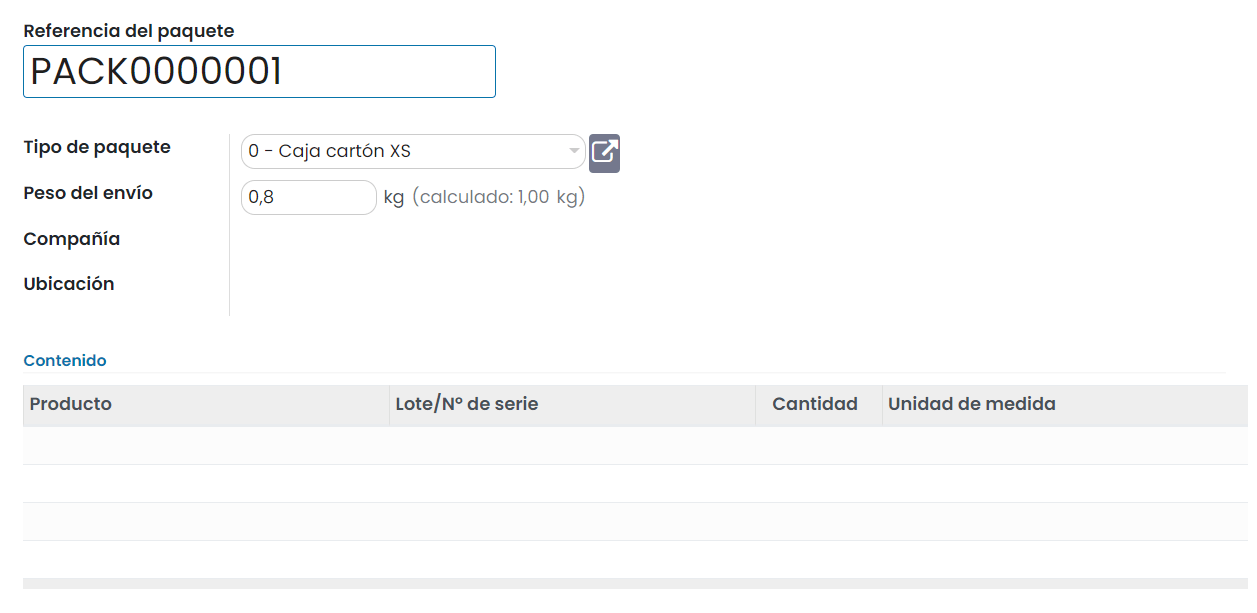 Referencia del paquete
PACK0000001
Tipo de paquete
0 - Caja cartón XS
Peso del envío
0,8 kg (calculado: 1,00 kg)
Compañía
Ubicación
Contenido
Producto Lote/Nº de serie Cantidad Unidad de medida